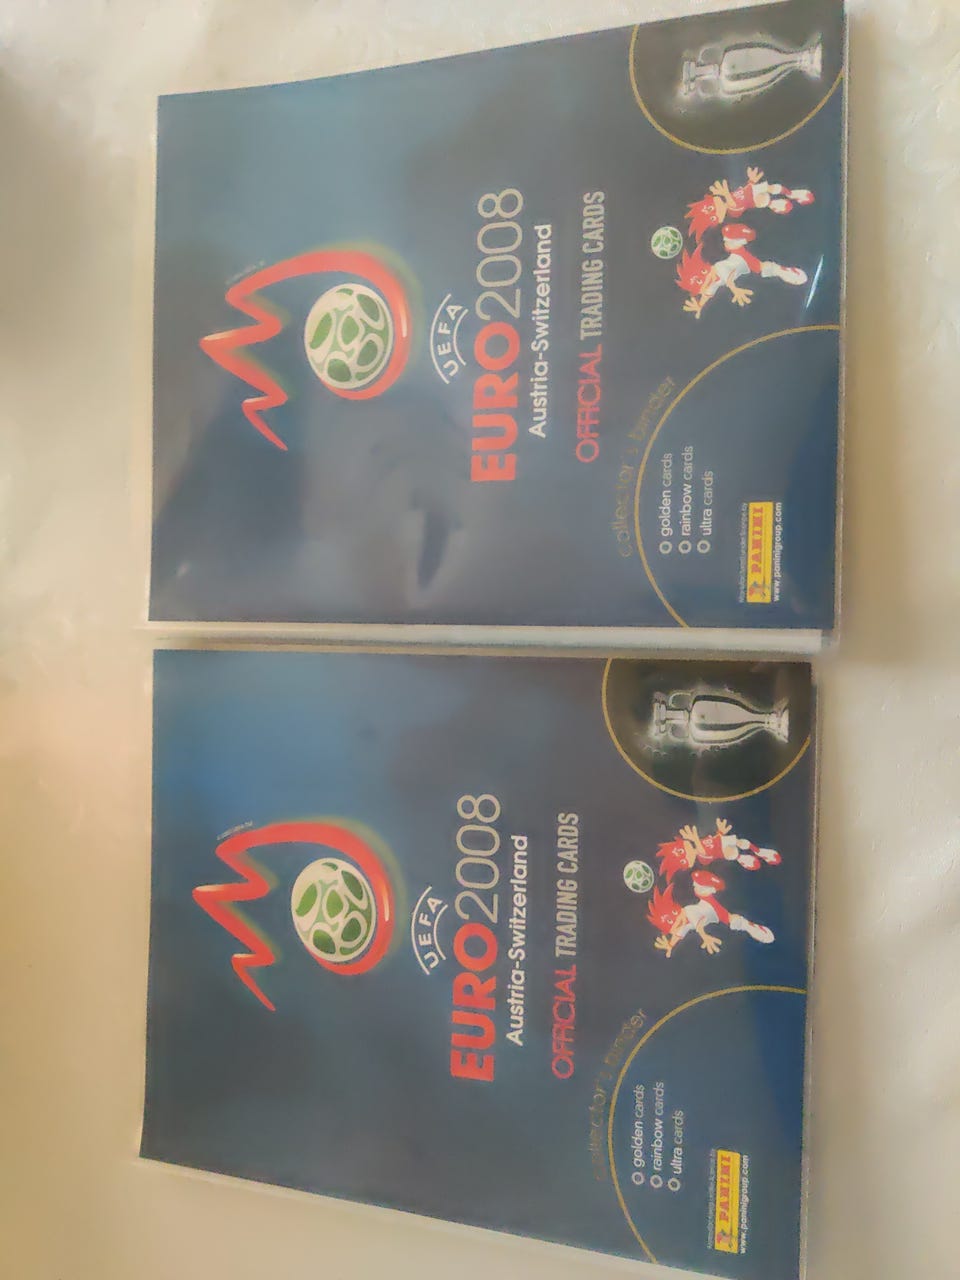 UEFA
EURO2008
Austria-Switzerland
OFFICIAL TRADING CARDS
collector's binder
golden cards
rainbow cards
ultra cards
PANINI
www.paninigroup.com
UEFA
EURO2008
Austria-Switzerland
OFFICIAL TRADING CARDS
collector's binder
golden cards
rainbow cards
ultra cards
PANINI
www.paninigroup.com